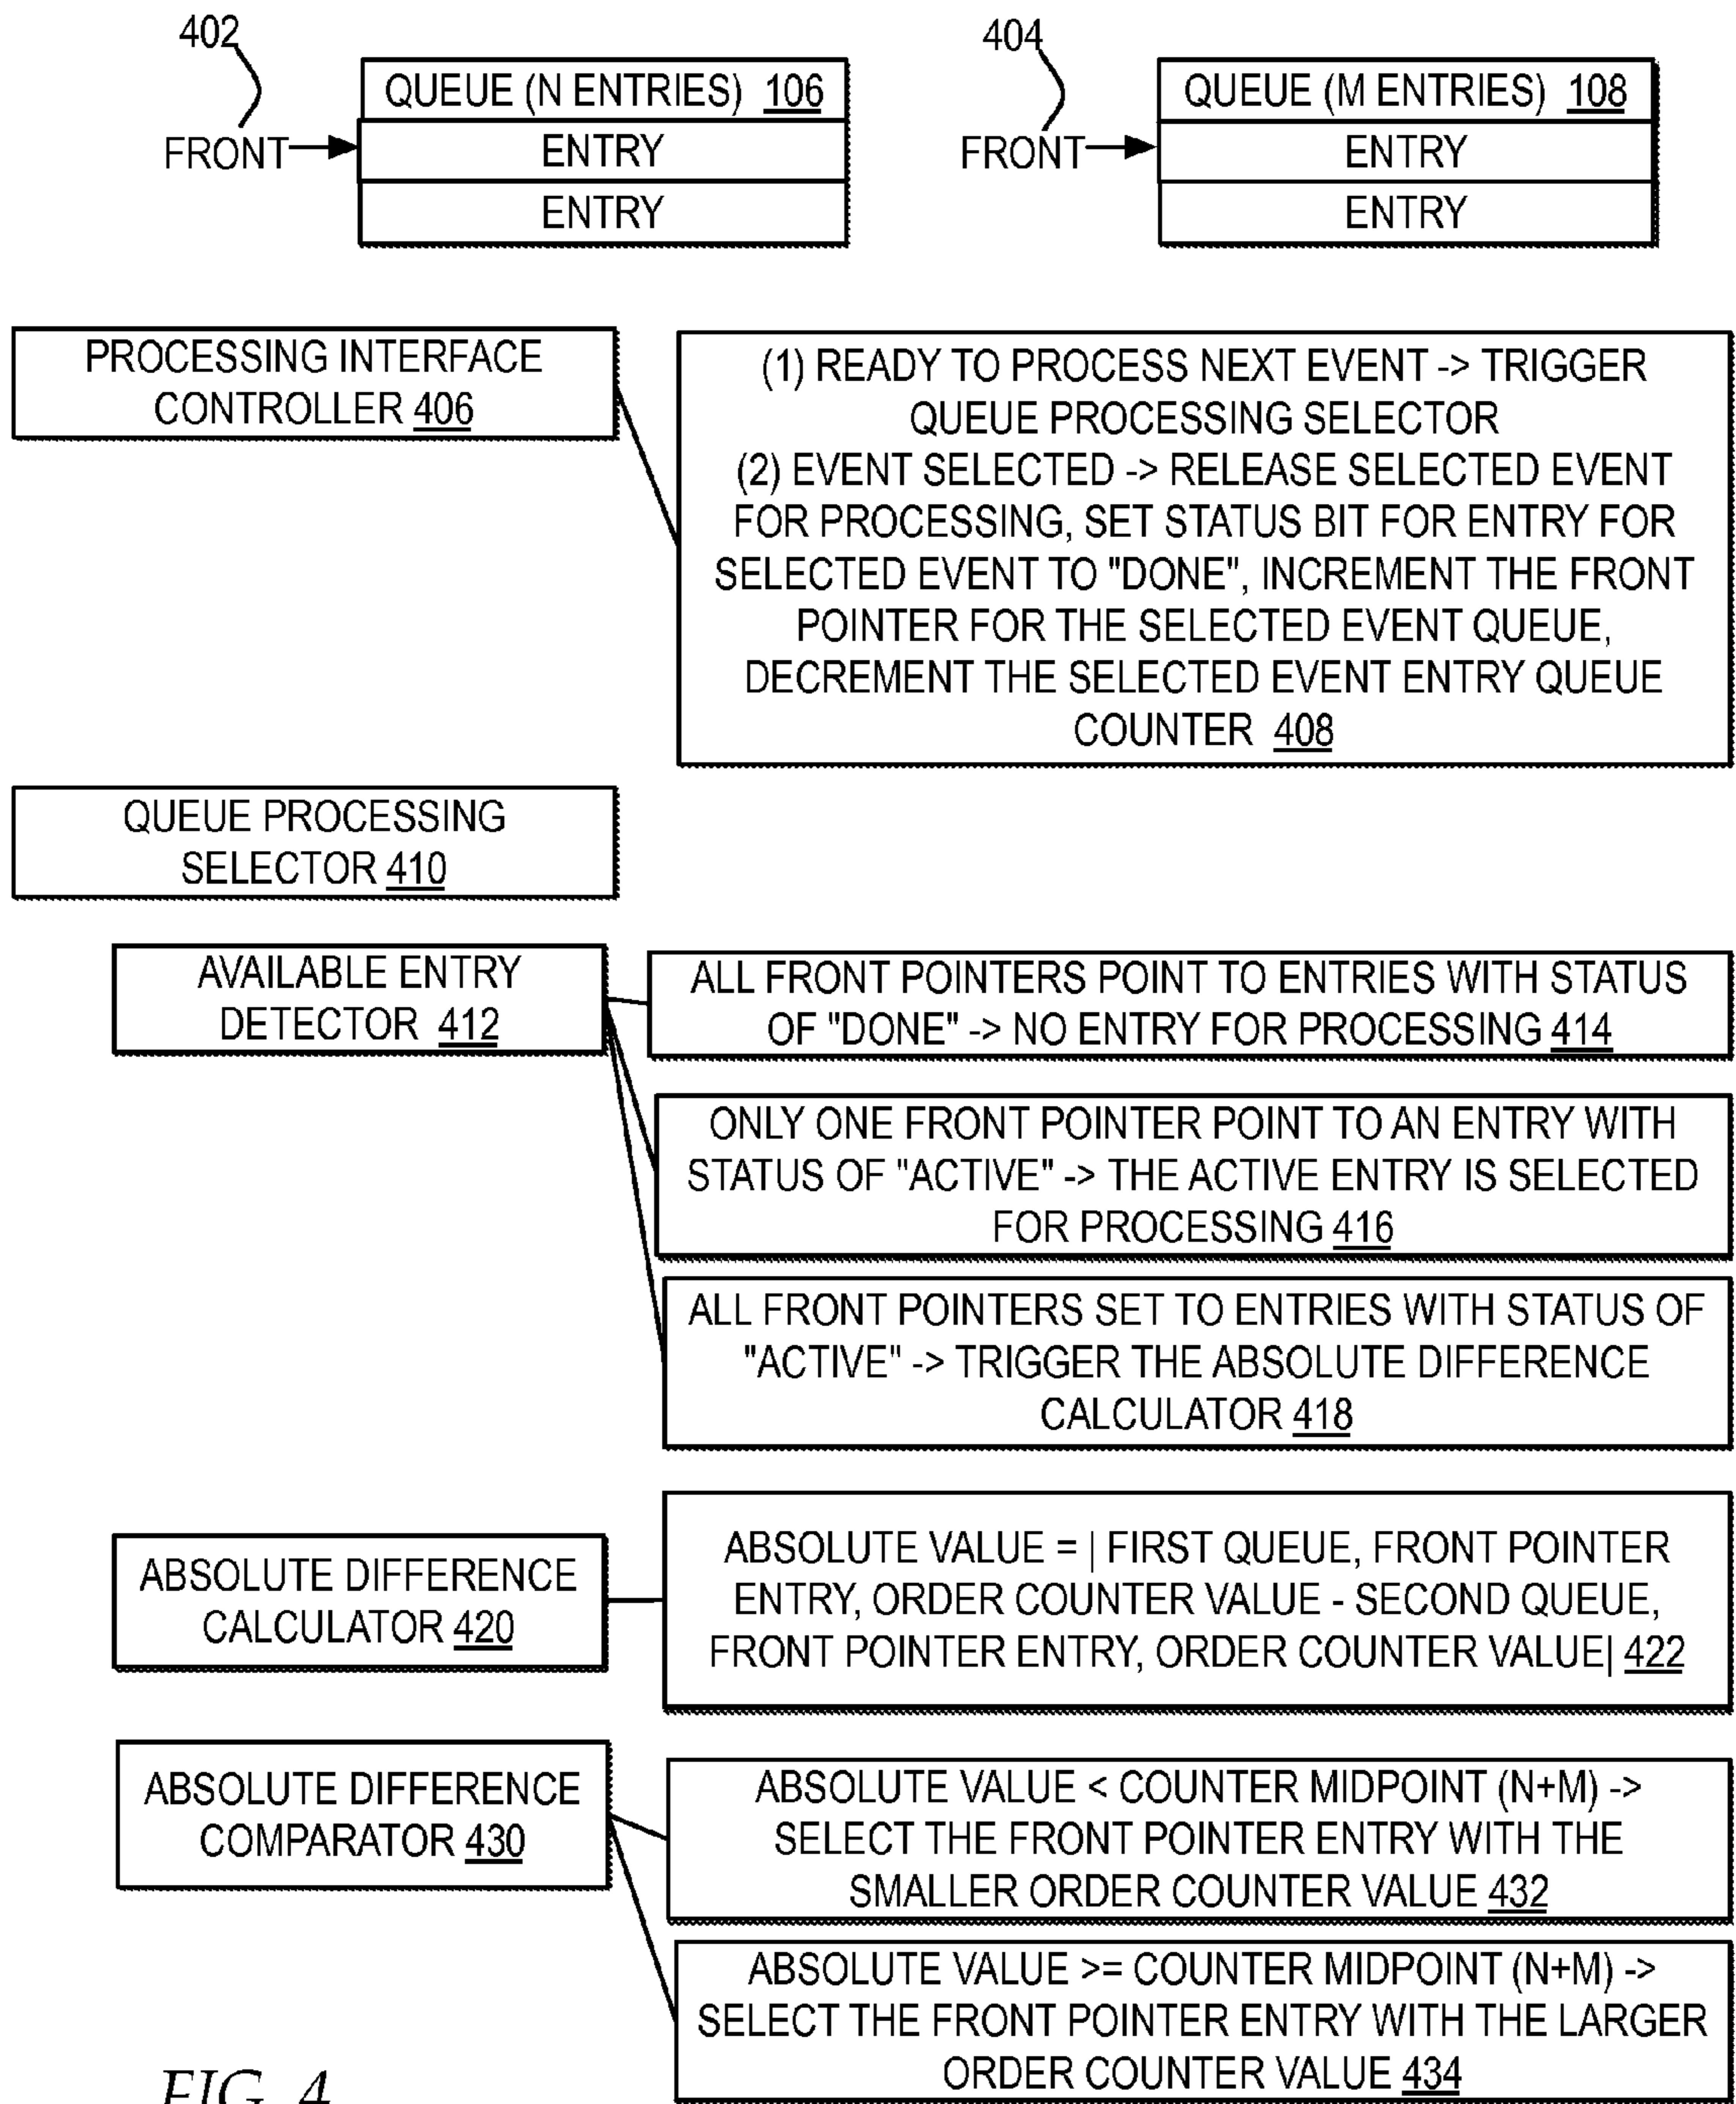 402
404
QUEUE (N ENTRIES) 106
QUEUE (M ENTRIES) 108
FRONT
ENTRY
FRONT
ENTRY
ENTRY
ENTRY
PROCESSING INTERFACE
CONTROLLER 406
(1) READY TO PROCESS NEXT EVENT -> TRIGGER
QUEUE PROCESSING SELECTOR
(2) EVENT SELECTED -> RELEASE SELECTED EVENT
FOR PROCESSING, SET STATUS BIT FOR ENTRY FOR
SELECTED EVENT TO "DONE", INCREMENT THE FRONT
POINTER FOR THE SELECTED EVENT QUEUE,
DECREMENT THE SELECTED EVENT ENTRY QUEUE
COUNTER 408
QUEUE PROCESSING
SELECTOR 410
AVAILABLE ENTRY
DETECTOR 412
ALL FRONT POINTERS POINT TO ENTRIES WITH STATUS
OF "DONE" -> NO ENTRY FOR PROCESSING 414
ONLY ONE FRONT POINTER POINT TO AN ENTRY WITH
STATUS OF "ACTIVE" -> THE ACTIVE ENTRY IS SELECTED
FOR PROCESSING 416
ALL FRONT POINTERS SET TO ENTRIES WITH STATUS OF
"ACTIVE" -> TRIGGER THE ABSOLUTE DIFFERENCE
CALCULATOR 418
ABSOLUTE DIFFERENCE
CALCULATOR 420
ABSOLUTE VALUE = | FIRST QUEUE, FRONT POINTER
ENTRY, ORDER COUNTER VALUE - SECOND QUEUE,
FRONT POINTER ENTRY, ORDER COUNTER VALUE| 422
ABSOLUTE DIFFERENCE
COMPARATOR 430
ABSOLUTE VALUE < COUNTER MIDPOINT (N+M) ->
SELECT THE FRONT POINTER ENTRY WITH THE
SMALLER ORDER COUNTER VALUE 432
ABSOLUTE VALUE >= COUNTER MIDPOINT (N+M) ->
SELECT THE FRONT POINTER ENTRY WITH THE LARGER
ORDER COUNTER VALUE 434
FIG. 4